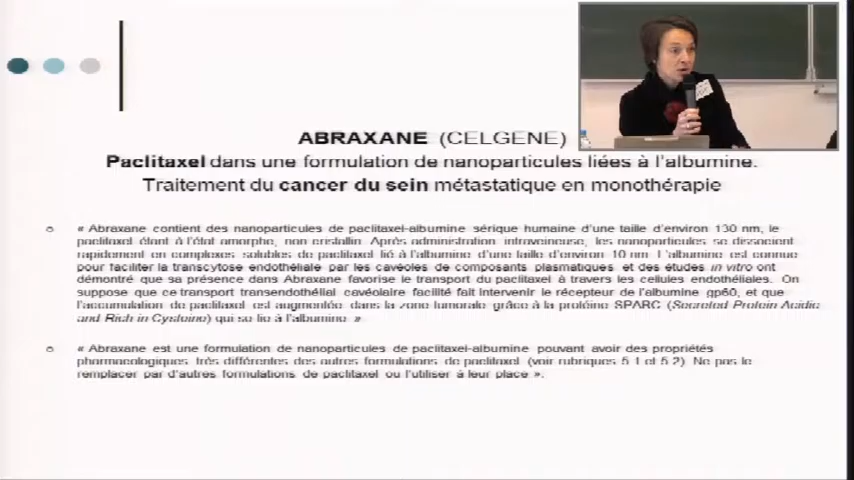 ABRAXANE (CELGENE)
Paclitaxel dans une formulation de nanoparticules liées à l'albumine.
Traitement du cancer du sein métastatique en monothérapie
« Abraxane contient des nanoparticules de paclitaxel-albumine sérique humaine d'une taille d'environ 130 nm, le
paclitaxel étant à l'état amorphe, non cristallin. Après administration intraveineuse, les nanoparticules se dissocient
rapidement en complexes solubles de paclitaxel lié à l'albumine d'une taille d'environ 10 nm. L'albumine est connue
pour faciliter la transcytose endothéliale par les cavéoles de composants plasmatiques et des études in vitro ont
démontré que sa présence dans Abraxane favorise le transport du paclitaxel à travers les cellules endothéliales. On
suppose que ce transport transendothélial cavéolaire facilité fait intervenir le récepteur de l'albumine gp60, et que
l'accumulation de paclitaxel est augmentée dans la zone tumorale grâce à la protéine SPARC (Secreted Protein Acidic
and Rich in Cysteine) qui se lie à l'albumine. »
« Abraxane est une formulation de nanoparticules de paclitaxel-albumine pouvant avoir des propriétés
pharmacologiques très différentes des autres formulations de paclitaxel (voir rubriques 5.1 et 5.2). Ne pas le
remplacer par d'autres formulations de paclitaxel ou l'utiliser à leur place ».